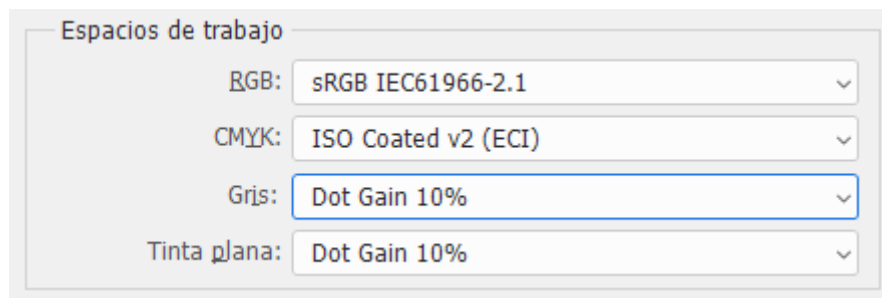 Espacios de trabajo
RGB: sRGB IEC61966-2.1
CMYK: ISO Coated v2 (ECI)
Gris: Dot Gain 10%
Tinta plana: Dot Gain 10%